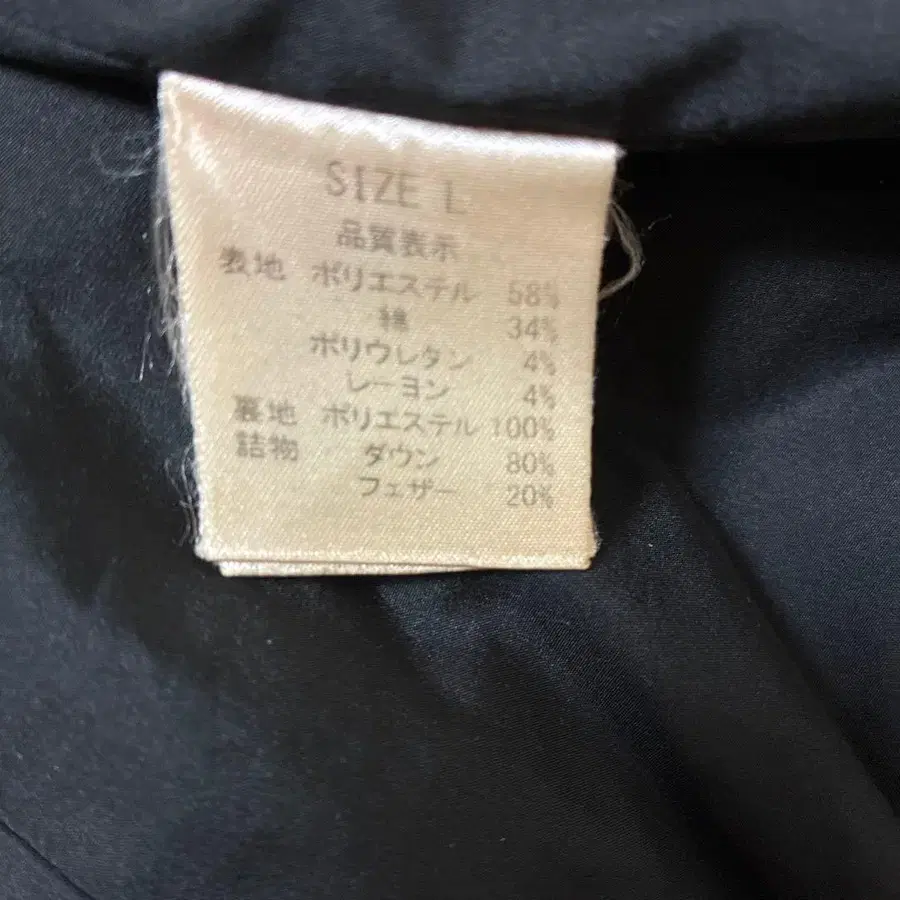 SIZE L
品質表示
表地 ポリエステル 58%
綿 34%
ポリウレタン 4%
レーヨン 4%
裏地 ポリエステル 100%
詰物 ダウン 80%
フェザー 20%